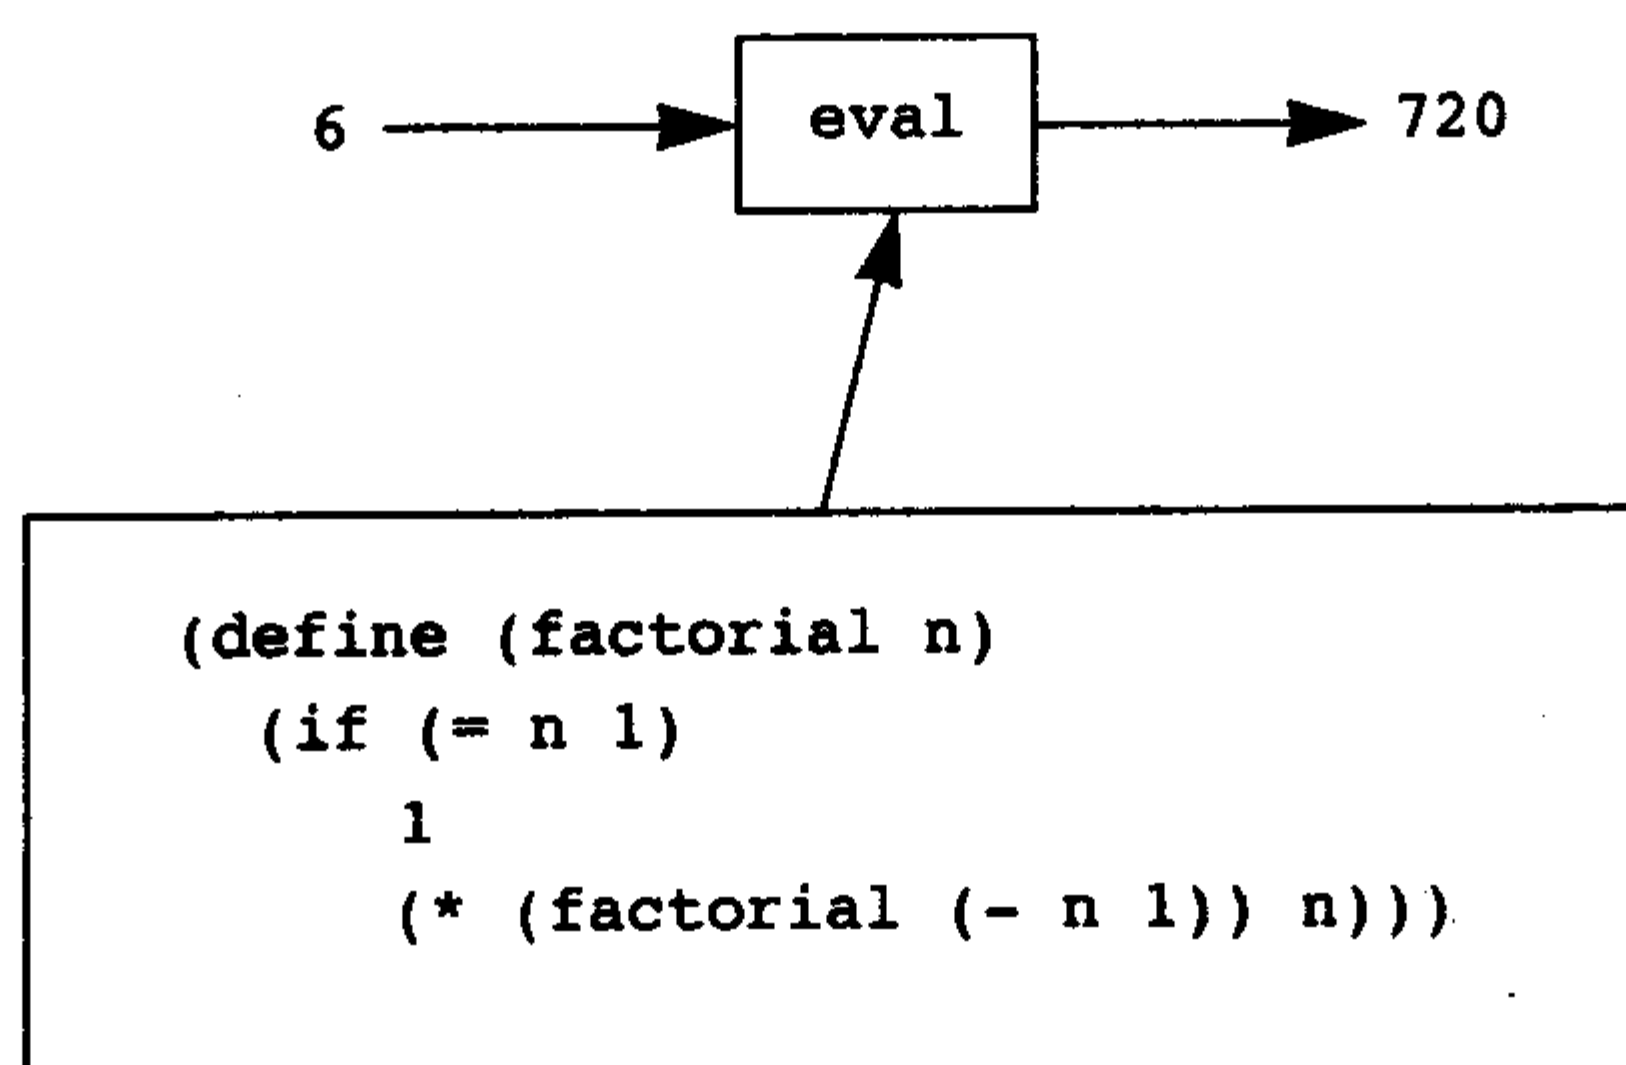 6 eval 720
(define (factorial n)
(if (= n 1)
1
(* (factorial (- n 1)) n)))